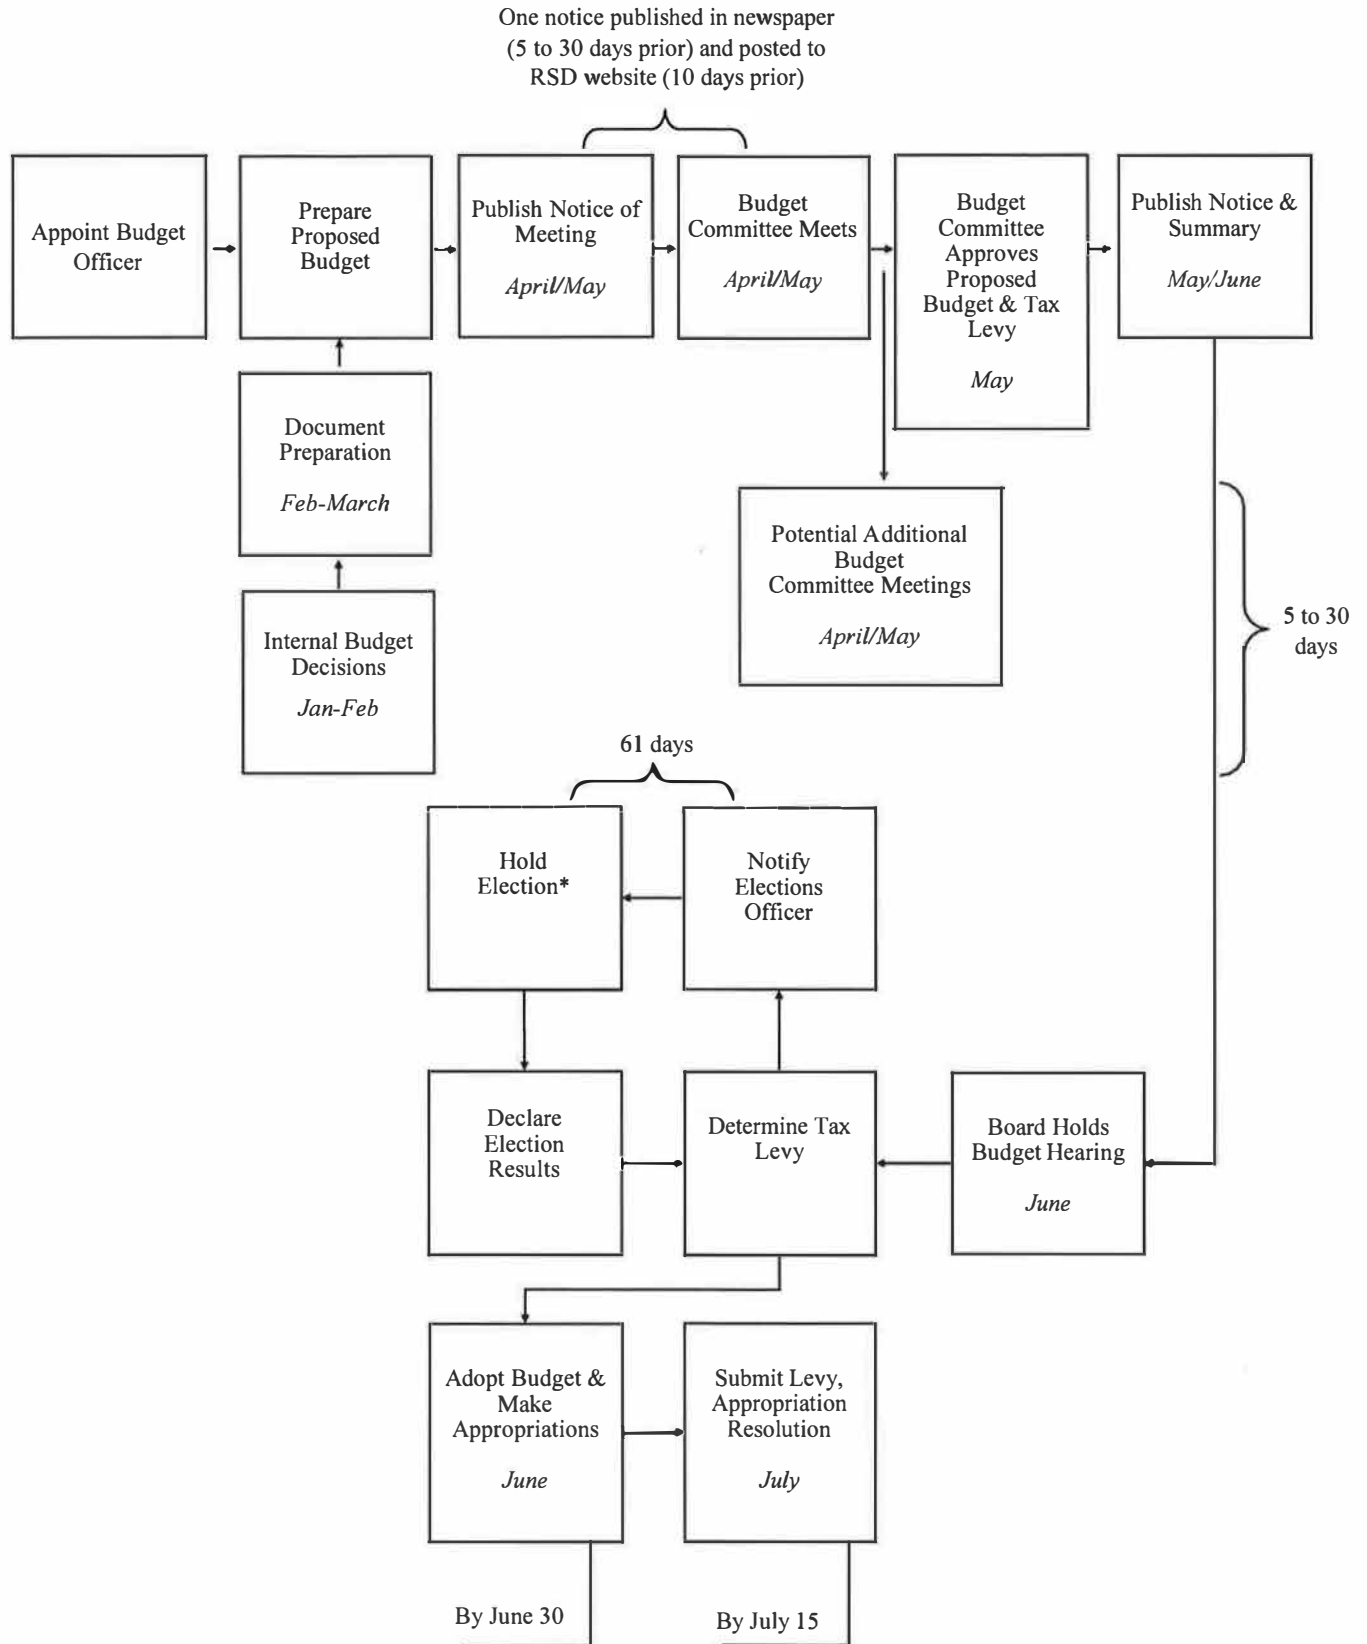 One notice published in newspaper
(5 to 30 days prior) and posted to
RSD website (10 days prior)
Appoint Budget
Officer
Prepare
Proposed
Budget
Publish Notice of
Meeting
April/May
Budget
Committee Meets
April/May
Budget
Committee
Approves
Proposed
Budget & Tax
Levy
May
Publish Notice &
Summary
May/June
Document
Preparation
Feb-March
Potential Additional
Budget
Committee Meetings
April/May
5 to 30
days
Internal Budget
Decisions
Jan-Feb
61 days
Hold
Election*
Notify
Elections
Officer
Declare
Election
Results
Determine Tax
Levy
Board Holds
Budget Hearing
June
Adopt Budget &
Make
Appropriations
June
Submit Levy,
Appropriation
Resolution
July
By June 30
By July 15